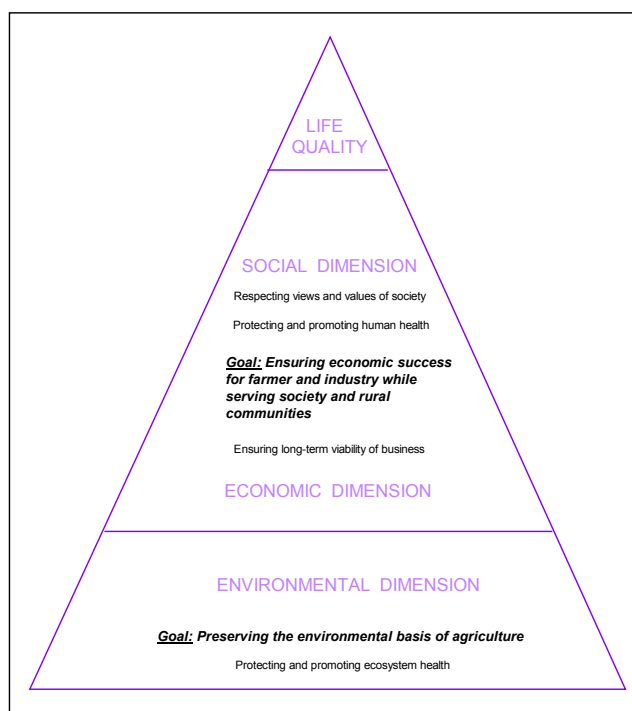 LIFE
QUALITY
SOCIAL DIMENSION
Respecting views and values of society
Protecting and promoting human health
Goal: Ensuring economic success
for farmer and industry while
serving society and rural
communities
Ensuring long-term viability of business
ECONOMIC DIMENSION
ENVIRONMENTAL DIMENSION
Goal: Preserving the environmental basis of agriculture
Protecting and promoting ecosystem health